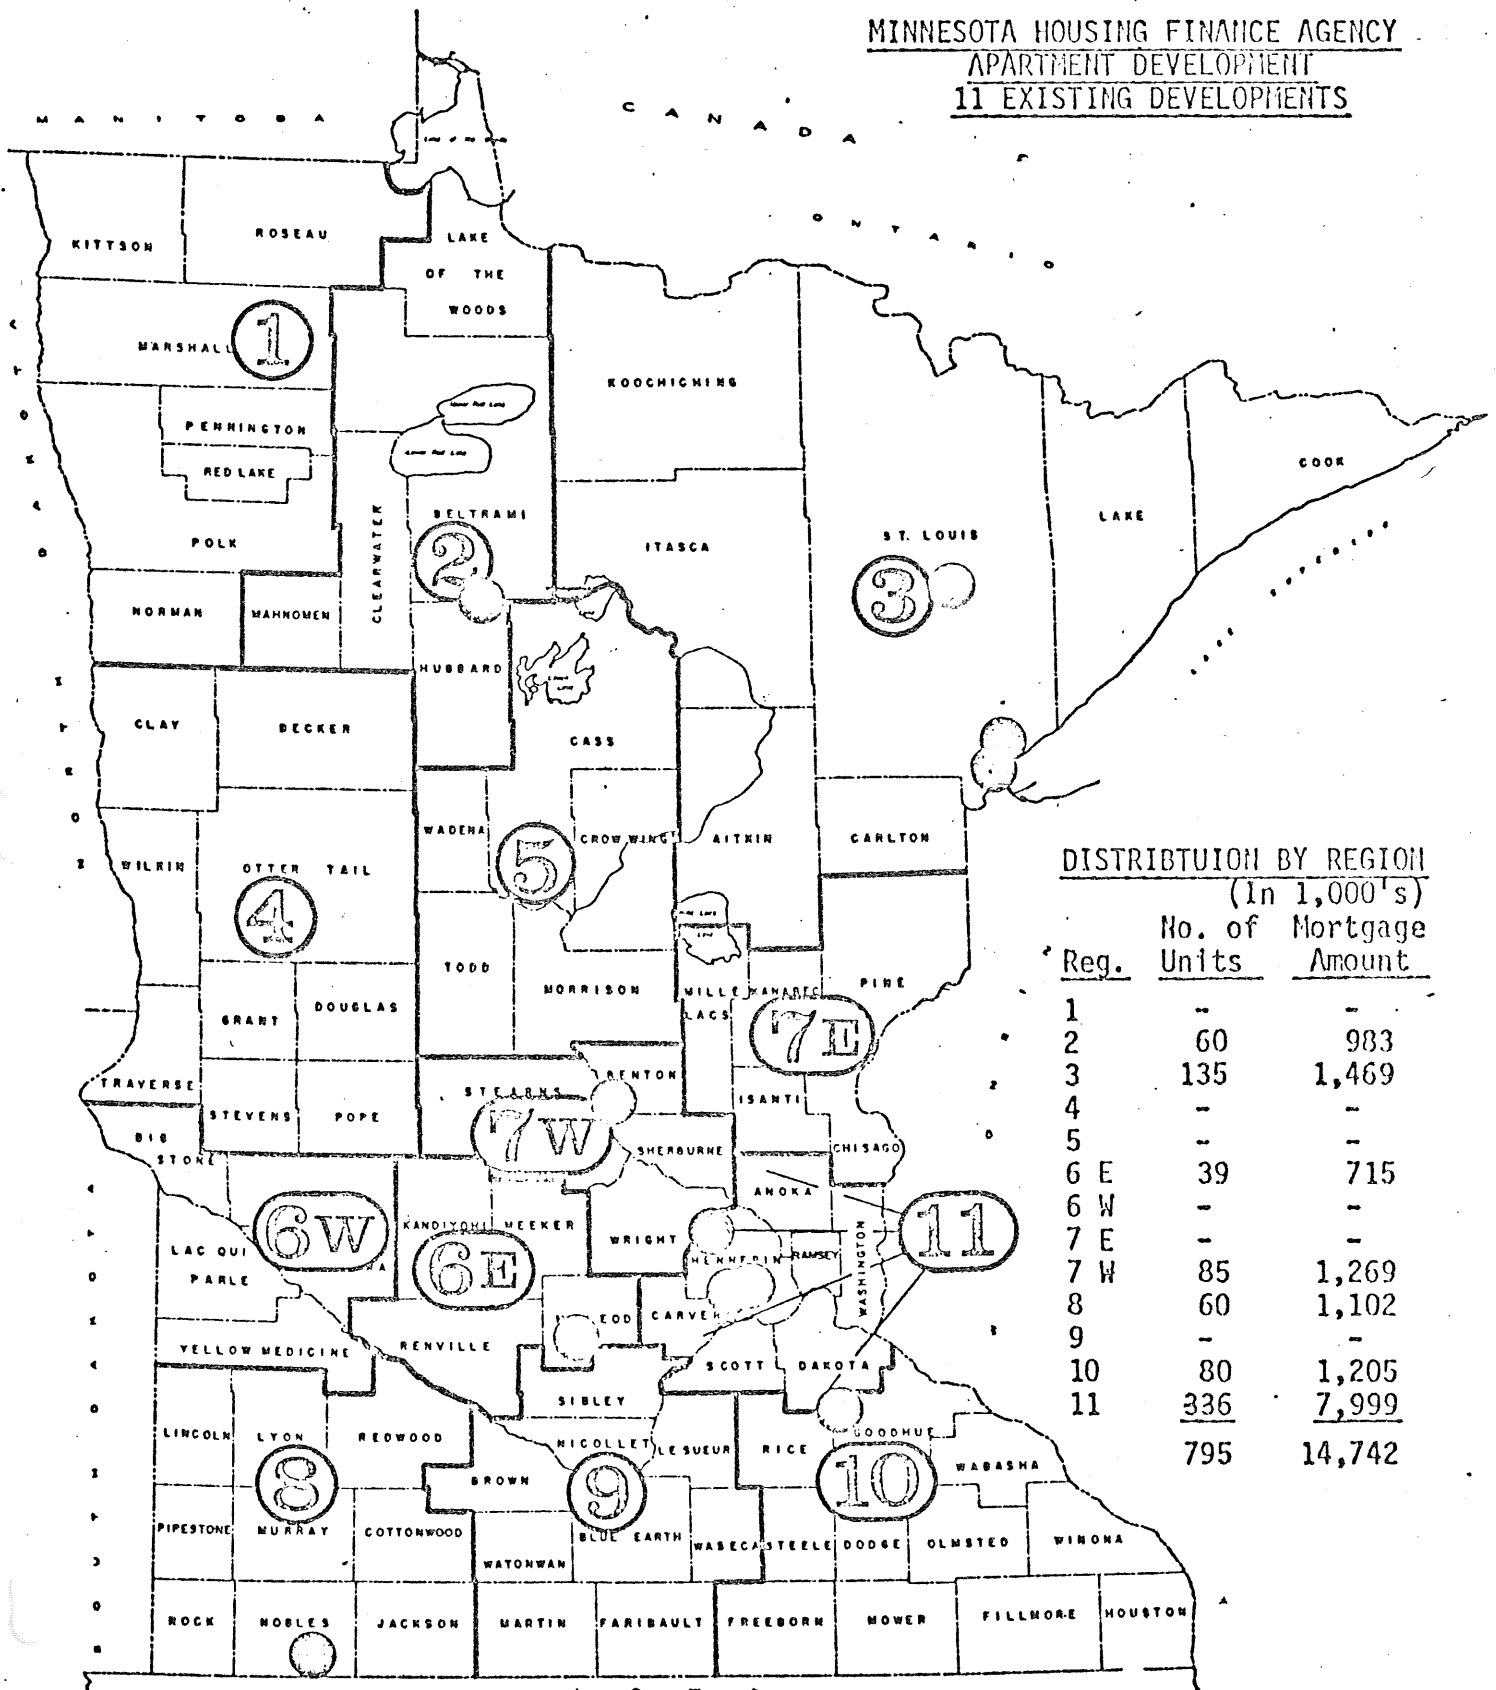 MINNESOTA HOUSING FINANCE AGENCY
APARTMENT DEVELOPMENT
11 EXISTING DEVELOPMENTS
MANITOBA
CANADA
ONTARIO
KITTSON
ROSEAU
LAKE
OF THE
WOODS
MARSHALL
1
KOOCHICHING
PENNINGTON
RED LAKE
Lower Red Lake
COOK
LAKE
BELTRAMI
CLEARWATER
2
ITASCA
ST. LOUIS
3
POLK
NORMAN
MAHNOMEN
HUBBARD
CLAY
BECKER
CASS
WADENA
CROW WING
5
AITKIN
CARLTON
WILKIN
OTTER TAIL
4
TODD
MORRISON
MILLE
LACS
KANABEC
PINE
7E
GRANT
DOUGLAS
TRAVERSE
STEVENS
POPE
STEARNS
BENTON
7W
ISANTI
SHERBURNE
CHISAGO
BIG
STONE
ANOKA
6W
KANDIYOHI
MEEKER
6E
WRIGHT
HENNEPIN
RAMSEY
WASHINGTON
11
LAC QUI
PARLE
WA
EOD
CARVER
YELLOW MEDICINE
RENVILLE
SCOTT
DAKOTA
SIBLEY
LINCOLN
LYON
REDWOOD
NICOLLET
LE SUEUR
RICE
GOODHUE
WABASHA
8
BROWN
9
10
PIPESTONE
MURRAY
COTTONWOOD
WATONWAN
BLUE EARTH
WASECA
STEELE
DODGE
OLMSTED
WINONA
ROCK
NOBLES
JACKSON
MARTIN
FARIBAULT
FREEBORN
MOWER
FILLMORE
HOUSTON
DISTRIBTUION BY REGION
(In 1,000's)
No. of Mortgage
Reg. Units Amount
1 - -
2 60 983
3 135 1,469
4 - -
5 - -
6 E 39 715
6 W - -
7 E - -
7 W 85 1,269
8 60 1,102
9 - -
10 80 1,205
11 336 7,999
795 14,742